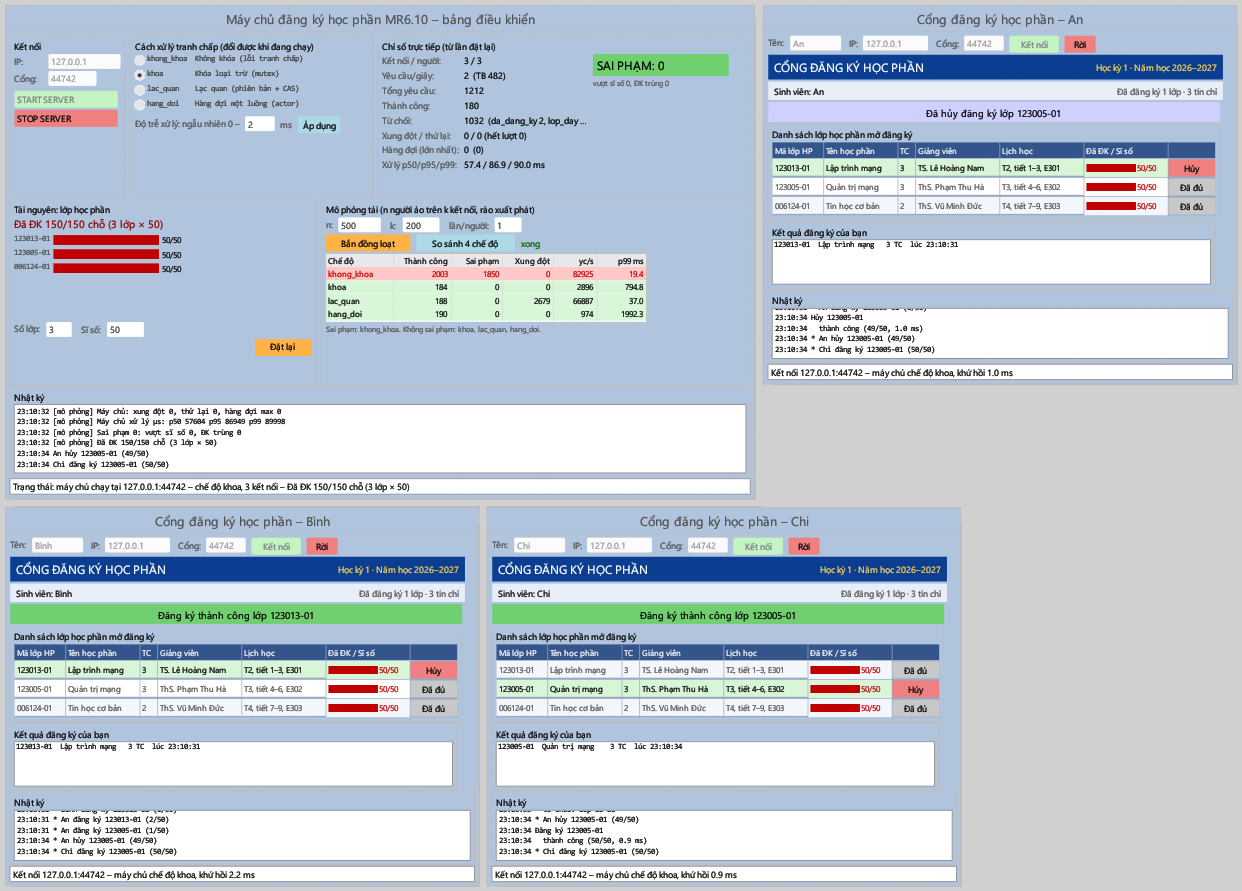 Máy chủ đăng ký học phần MR6.10 – bảng điều khiển
Kết nối
IP: 127.0.0.1
Cổng: 44742
START SERVER
STOP SERVER
Cách xử lý tranh chấp (đổi được khi đang chạy)
khong_khoa Không khóa (lỗi tranh chấp)
khoa Khóa loại trừ (mutex)
lac_quan Lạc quan (phiên bản + CAS)
hang_doi Hàng đợi một luồng (actor)
Độ trễ xử lý: ngẫu nhiên 0 – 2 ms Áp dụng
Chỉ số trực tiếp (từ lần đặt lại)
Kết nối / người: 3 / 3
Yêu cầu/giây: 2 (TB 482)
Tổng yêu cầu: 1212
Thành công: 180
Từ chối: 1032 (da_dang_ky 2, lop_day ...
Xung đột / thử lại: 0 / 0 (hết lượt 0)
Hàng đợi (lớn nhất): 0 (0)
Xử lý p50/p95/p99: 57.4 / 86.9 / 90.0 ms
SAI PHẠM: 0
vượt sĩ số 0, ĐK trùng 0
Tài nguyên: lớp học phần
Đã ĐK 150/150 chỗ (3 lớp × 50)
123013-01 50/50
123005-01 50/50
006124-01 50/50
Số lớp: 3 Sĩ số: 50
Đặt lại
Mô phỏng tải (n người ảo trên k kết nối, rào xuất phát)
n: 500 k: 200 lần/người: 1
Bắn đồng loạt So sánh 4 chế độ xong
Chế độ Thành công Sai phạm Xung đột yc/s p99 ms
khong_khoa 2003 1850 0 82925 19.4
khoa 184 0 0 2896 794.8
lac_quan 188 0 2679 66887 37.0
hang_doi 190 0 0 974 1992.3
Sai phạm: khong_khoa. Không sai phạm: khoa, lac_quan, hang_doi.
Nhật ký
23:10:32 [mô phỏng] Máy chủ: xung đột 0, thử lại 0, hàng đợi max 0
23:10:32 [mô phỏng] Máy chủ xử lý µs: p50 57604 p95 86949 p99 89998
23:10:32 [mô phỏng] Sai phạm 0: vượt sĩ số 0, ĐK trùng 0
23:10:32 [mô phỏng] Đã ĐK 150/150 chỗ (3 lớp × 50)
23:10:34 An hủy 123005-01 (49/50)
23:10:34 Chi đăng ký 123005-01 (50/50)
Trạng thái: máy chủ chạy tại 127.0.0.1:44742 – chế độ khoa, 3 kết nối – Đã ĐK 150/150 chỗ (3 lớp × 50)
Cổng đăng ký học phần – An
Tên: An IP: 127.0.0.1 Cổng: 44742 Kết nối Rời
CỔNG ĐĂNG KÝ HỌC PHẦN Học kỳ 1 · Năm học 2026–2027
Sinh viên: An Đã đăng ký 1 lớp · 3 tín chỉ
Đã hủy đăng ký lớp 123005-01
Danh sách lớp học phần mở đăng ký
Mã lớp HP Tên học phần TC Giảng viên Lịch học Đã ĐK / Sĩ số
123013-01 Lập trình mạng 3 TS. Lê Hoàng Nam T2, tiết 1–3, E301 50/50 Hủy
123005-01 Quản trị mạng 3 ThS. Phạm Thu Hà T3, tiết 4–6, E302 50/50 Đã đủ
006124-01 Tin học cơ bản 2 ThS. Vũ Minh Đức T4, tiết 7–9, E303 50/50 Đã đủ
Kết quả đăng ký của bạn
123013-01 Lập trình mạng 3 TC lúc 23:10:31
Nhật ký
23:10:34 Hủy 123005-01
23:10:34 thành công (49/50, 1.0 ms)
23:10:34 * An hủy 123005-01 (49/50)
23:10:34 * Chi đăng ký 123005-01 (50/50)
Kết nối 127.0.0.1:44742 – máy chủ chế độ khoa, khứ hồi 1.0 ms
Cổng đăng ký học phần – Bình
Tên: Bình IP: 127.0.0.1 Cổng: 44742 Kết nối Rời
CỔNG ĐĂNG KÝ HỌC PHẦN Học kỳ 1 · Năm học 2026–2027
Sinh viên: Bình Đã đăng ký 1 lớp · 3 tín chỉ
Đăng ký thành công lớp 123013-01
Danh sách lớp học phần mở đăng ký
Mã lớp HP Tên học phần TC Giảng viên Lịch học Đã ĐK / Sĩ số
123013-01 Lập trình mạng 3 TS. Lê Hoàng Nam T2, tiết 1–3, E301 50/50 Hủy
123005-01 Quản trị mạng 3 ThS. Phạm Thu Hà T3, tiết 4–6, E302 50/50 Đã đủ
006124-01 Tin học cơ bản 2 ThS. Vũ Minh Đức T4, tiết 7–9, E303 50/50 Đã đủ
Kết quả đăng ký của bạn
123013-01 Lập trình mạng 3 TC lúc 23:10:31
Nhật ký
23:10:31 * An đăng ký 123013-01 (2/50)
23:10:31 * An đăng ký 123005-01 (1/50)
23:10:34 * An hủy 123005-01 (49/50)
23:10:34 * Chi đăng ký 123005-01 (50/50)
Kết nối 127.0.0.1:44742 – máy chủ chế độ khoa, khứ hồi 2.2 ms
Cổng đăng ký học phần – Chi
Tên: Chi IP: 127.0.0.1 Cổng: 44742 Kết nối Rời
CỔNG ĐĂNG KÝ HỌC PHẦN Học kỳ 1 · Năm học 2026–2027
Sinh viên: Chi Đã đăng ký 1 lớp · 3 tín chỉ
Đăng ký thành công lớp 123005-01
Danh sách lớp học phần mở đăng ký
Mã lớp HP Tên học phần TC Giảng viên Lịch học Đã ĐK / Sĩ số
123013-01 Lập trình mạng 3 TS. Lê Hoàng Nam T2, tiết 1–3, E301 50/50 Đã đủ
123005-01 Quản trị mạng 3 ThS. Phạm Thu Hà T3, tiết 4–6, E302 50/50 Hủy
006124-01 Tin học cơ bản 2 ThS. Vũ Minh Đức T4, tiết 7–9, E303 50/50 Đã đủ
Kết quả đăng ký của bạn
123005-01 Quản trị mạng 3 TC lúc 23:10:34
Nhật ký
23:10:34 * An hủy 123005-01 (49/50)
23:10:34 Đăng ký 123005-01
23:10:34 thành công (50/50, 0.9 ms)
23:10:34 * Chi đăng ký 123005-01 (50/50)
Kết nối 127.0.0.1:44742 – máy chủ chế độ khoa, khứ hồi 0.9 ms